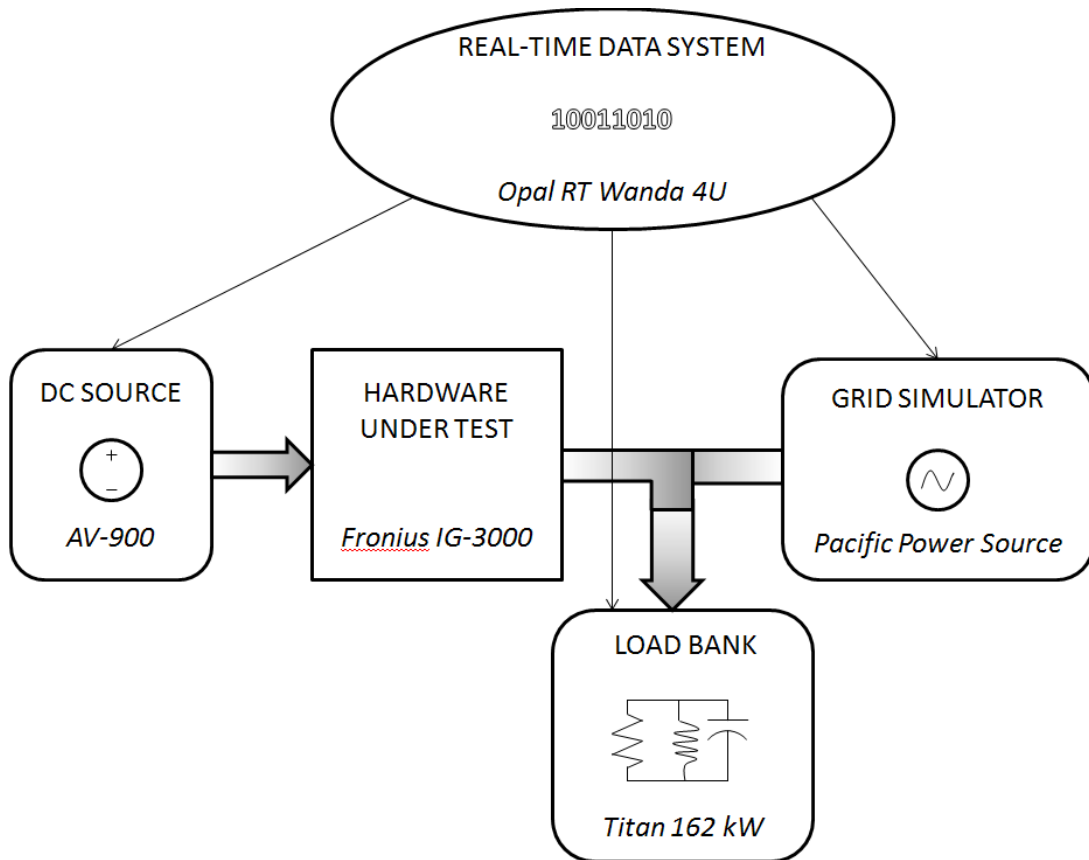 REAL-TIME DATA SYSTEM
10011010
Opal RT Wanda 4U
DC SOURCE
+
–
AV-900
HARDWARE
UNDER TEST
Fronius IG-3000
GRID SIMULATOR
Pacific Power Source
LOAD BANK
Titan 162 kW